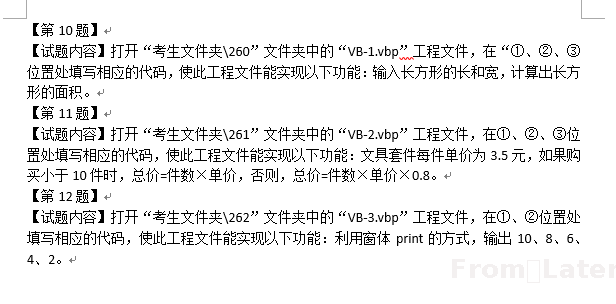 【第 10 题】
【试题内容】打开“考生文件夹\260”文件夹中的“VB-1.vbp”工程文件，在“①、②、③
位置处填写相应的代码，使此工程文件能实现以下功能：输入长方形的长和宽，计算出长方
形的面积。
【第 11 题】
【试题内容】打开“考生文件夹\261”文件夹中的“VB-2.vbp”工程文件，在①、②、③位
置处填写相应的代码，使此工程文件能实现以下功能：文具套件每件单价为 3.5 元，如果购
买小于 10 件时，总价=件数×单价，否则，总价=件数×单价×0.8。
【第 12 题】
【试题内容】打开“考生文件夹\262”文件夹中的“VB-3.vbp”工程文件，在①、②位置处
填写相应的代码，使此工程文件能实现以下功能：利用窗体 print 的方式，输出 10、8、6、
4、2。
From Later